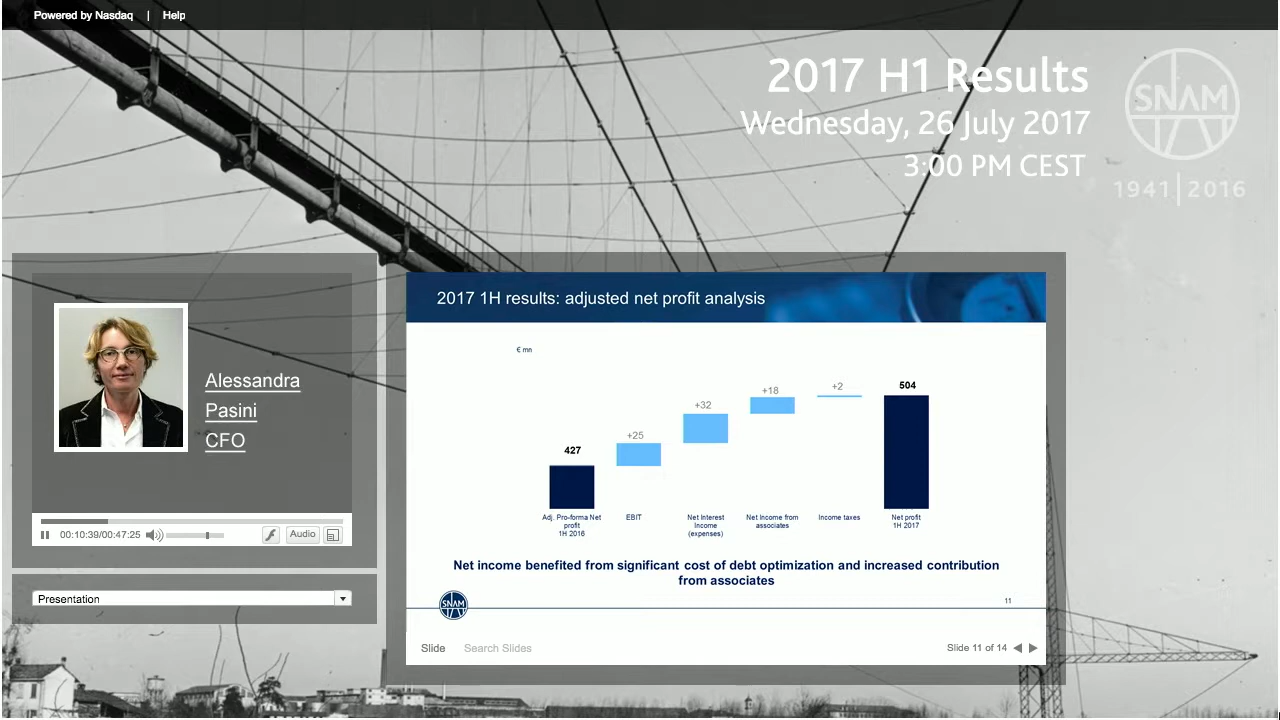 Powered by Nasdaq | Help
2017 H1 Results
Wednesday, 26 July 2017
3:00 PM CEST
SNAM
1941 | 2016
Alessandra
Pasini
CFO
00:10:39/00:47:25
Audio
Presentation
2017 1H results: adjusted net profit analysis
€ mn
427
+25
+32
+18
+2
504
Adj. Pro-forma Net
profit
1H 2016
EBIT
Net Interest
Income
(expenses)
Net Income from
associates
Income taxes
Net profit
1H 2017
Net income benefited from significant cost of debt optimization and increased contribution
from associates
SNAM
11
Slide
Search Slides
Slide 11 of 14